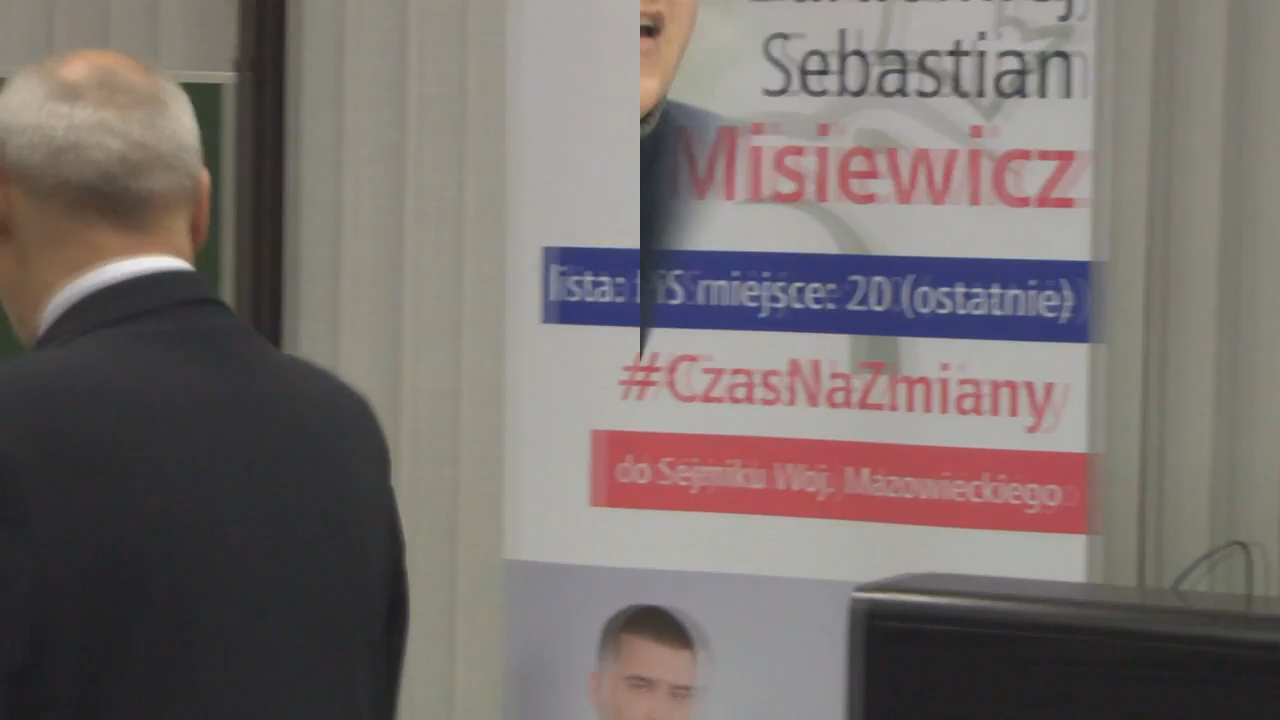 Sebastian
Misiewicz
lista: PiS miejsce: 20 (ostatnie)
#CzasNaZmiany
do Sejmiku Woj. Mazowieckiego